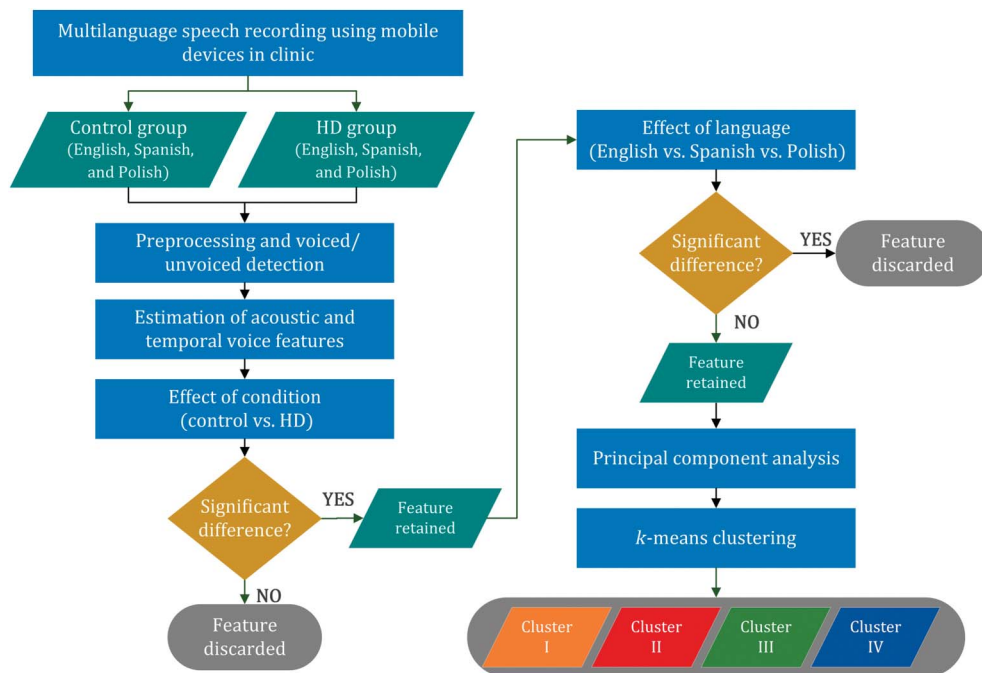 Multilanguage speech recording using mobile
devices in clinic
Control group
(English, Spanish,
and Polish)
HD group
(English, Spanish,
and Polish)
Preprocessing and voiced/
unvoiced detection
Estimation of acoustic and
temporal voice features
Effect of condition
(control vs. HD)
Significant
difference?
YES
Feature
retained
NO
Feature
discarded
Effect of language
(English vs. Spanish vs. Polish)
Significant
difference?
YES
Feature
discarded
NO
Feature
retained
Principal component analysis
k-means clustering
Cluster
I
Cluster
II
Cluster
III
Cluster
IV